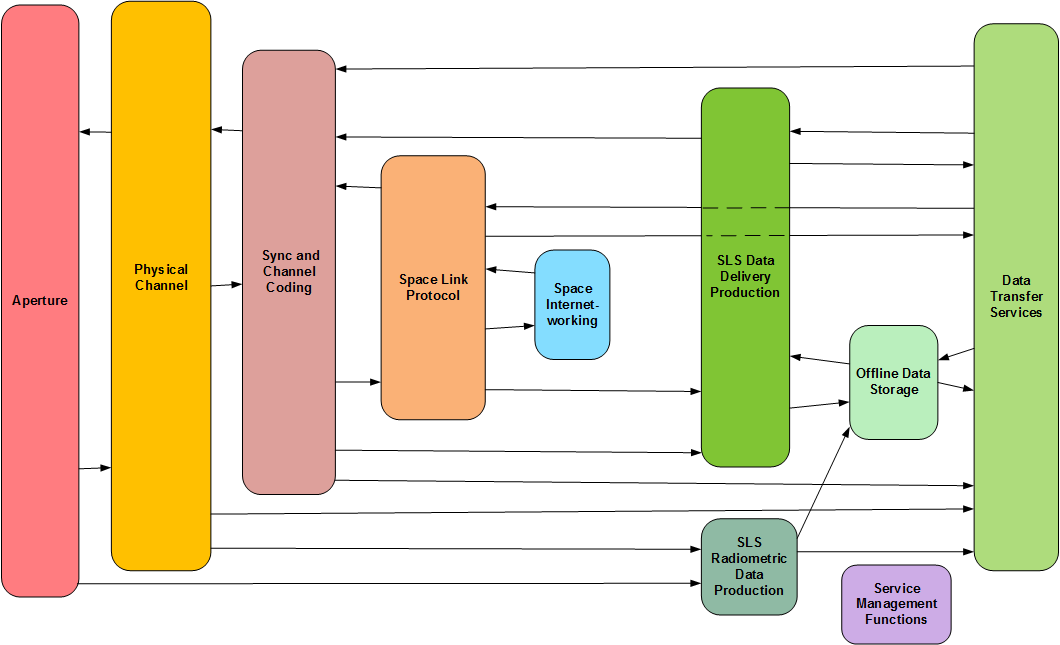 Aperture
Physical
Channel
Sync and
Channel
Coding
Space Link
Protocol
Space
Internet-
working
SLS Data
Delivery
Production
Offline Data
Storage
Data
Transfer
Services
SLS
Radiometric
Data
Production
Service
Management
Functions